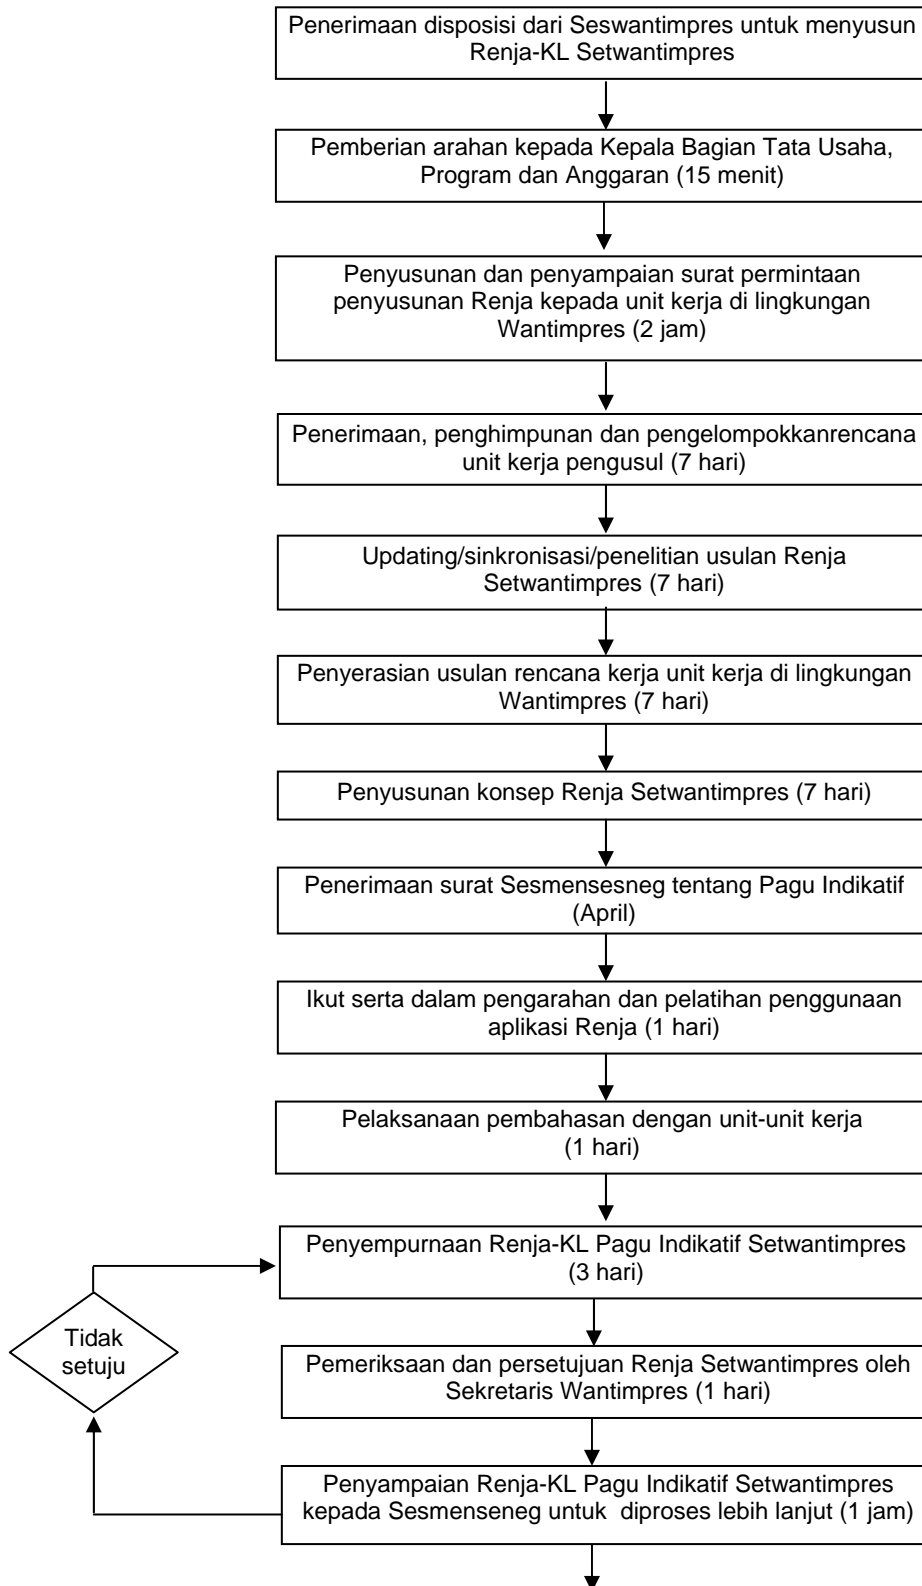 Penerimaan disposisi dari Seswantimpres untuk menyusun
Renja-KL Setwantimpres
Pemberian arahan kepada Kepala Bagian Tata Usaha,
Program dan Anggaran (15 menit)
Penyusunan dan penyampaian surat permintaan
penyusunan Renja kepada unit kerja di lingkungan
Wantimpres (2 jam)
Penerimaan, penghimpunan dan pengelompokkanrencana
unit kerja pengusul (7 hari)
Updating/sinkronisasi/penelitian usulan Renja
Setwantimpres (7 hari)
Penyerasian usulan rencana kerja unit kerja di lingkungan
Wantimpres (7 hari)
Penyusunan konsep Renja Setwantimpres (7 hari)
Penerimaan surat Sesmensesneg tentang Pagu Indikatif
(April)
Ikut serta dalam pengarahan dan pelatihan penggunaan
aplikasi Renja (1 hari)
Pelaksanaan pembahasan dengan unit-unit kerja
(1 hari)
Penyempurnaan Renja-KL Pagu Indikatif Setwantimpres
(3 hari)
Tidak
setuju
Pemeriksaan dan persetujuan Renja Setwantimpres oleh
Sekretaris Wantimpres (1 hari)
Penyampaian Renja-KL Pagu Indikatif Setwantimpres
kepada Sesmenseneg untuk diproses lebih lanjut (1 jam)